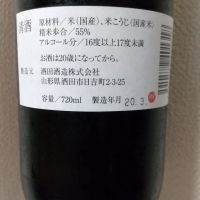 清酒
原材料／米(国産)、米こうじ(国産米)
精米歩合／55%
アルコール分／16度以上17度未満
お酒は20歳になってから。
製造元 酒田酒造株式会社
山形県酒田市日吉町2-3-25
容量／720ml 製造年月 20.3